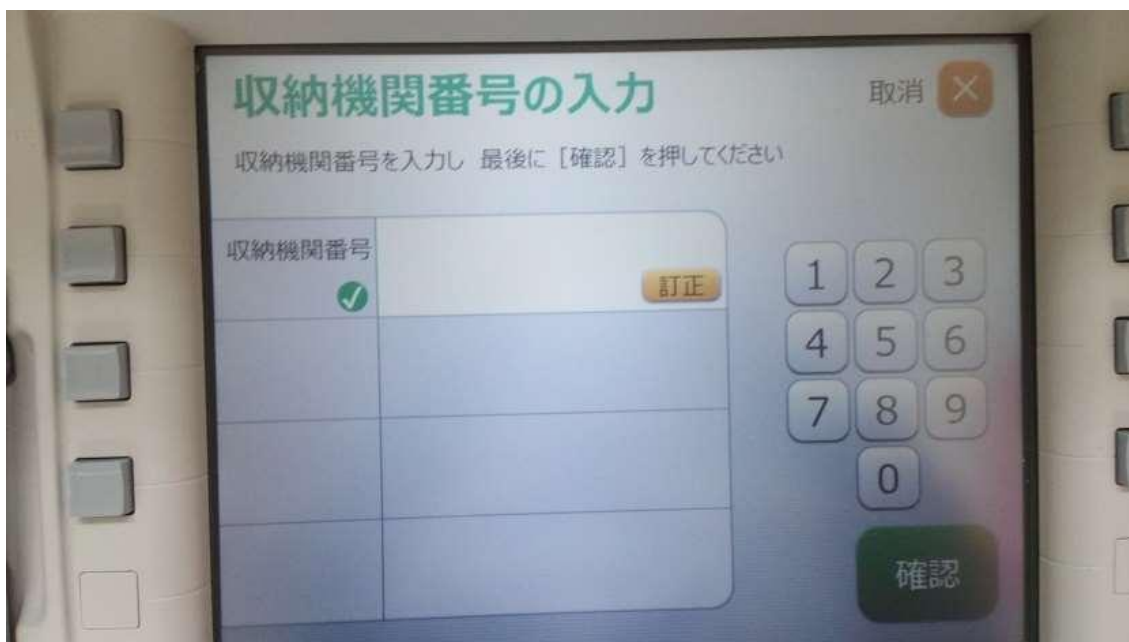 収納機関番号の入力
取消 ×
収納機関番号を入力し 最後に [確認] を押してください
収納機関番号
訂正
1 2 3
4 5 6
7 8 9
0
確認